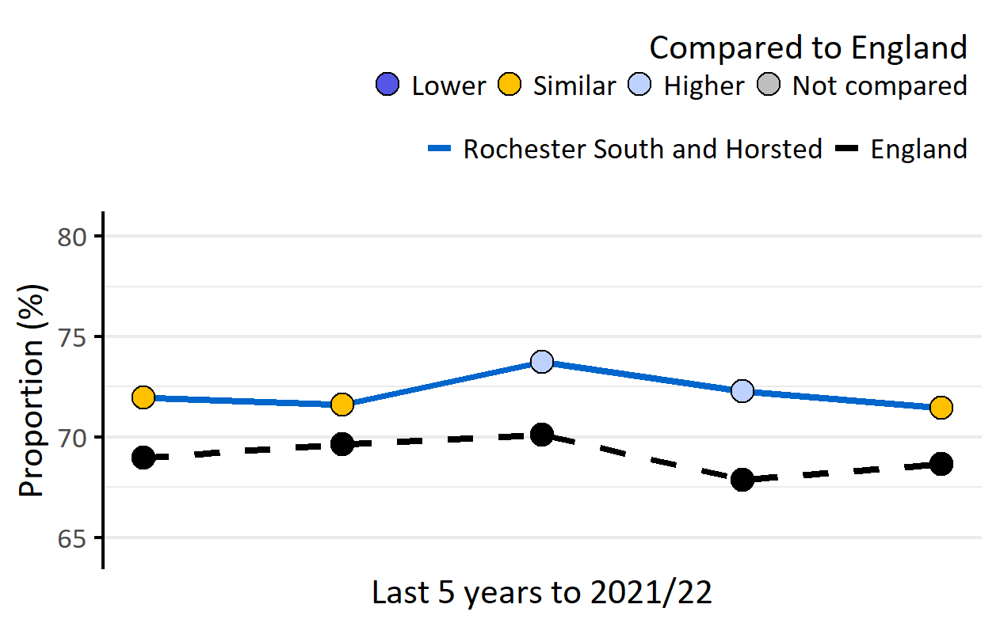 Compared to England
Lower Similar Higher Not compared
Rochester South and Horsted England
80
75
70
65
Proportion (%)
Last 5 years to 2021/22